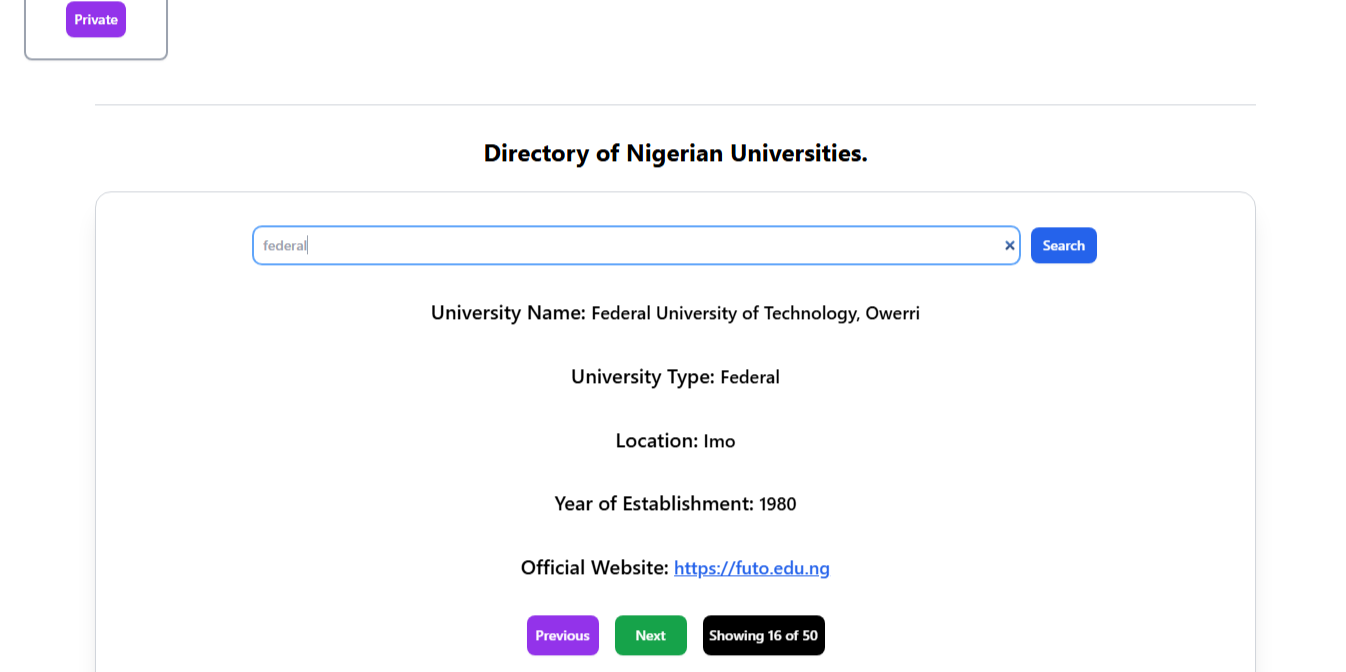 Private
Directory of Nigerian Universities.
federal
Search
University Name: Federal University of Technology, Owerri
University Type: Federal
Location: Imo
Year of Establishment: 1980
Official Website: https://futo.edu.ng
Previous Next Showing 16 of 50